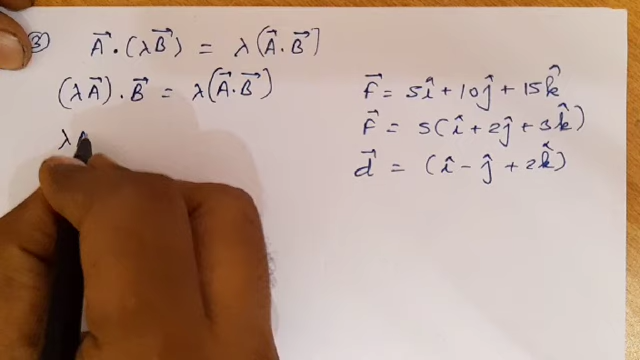 (3) A⃗ · (λB⃗) = λ(A⃗ · B⃗]
(λA⃗) · B⃗ = λ(A⃗ · B⃗)
λ
F⃗ = 5î + 10ĵ + 15k̂
F⃗ = 5(î + 2ĵ + 3k̂)
d⃗ = (î - ĵ + 2k̂)